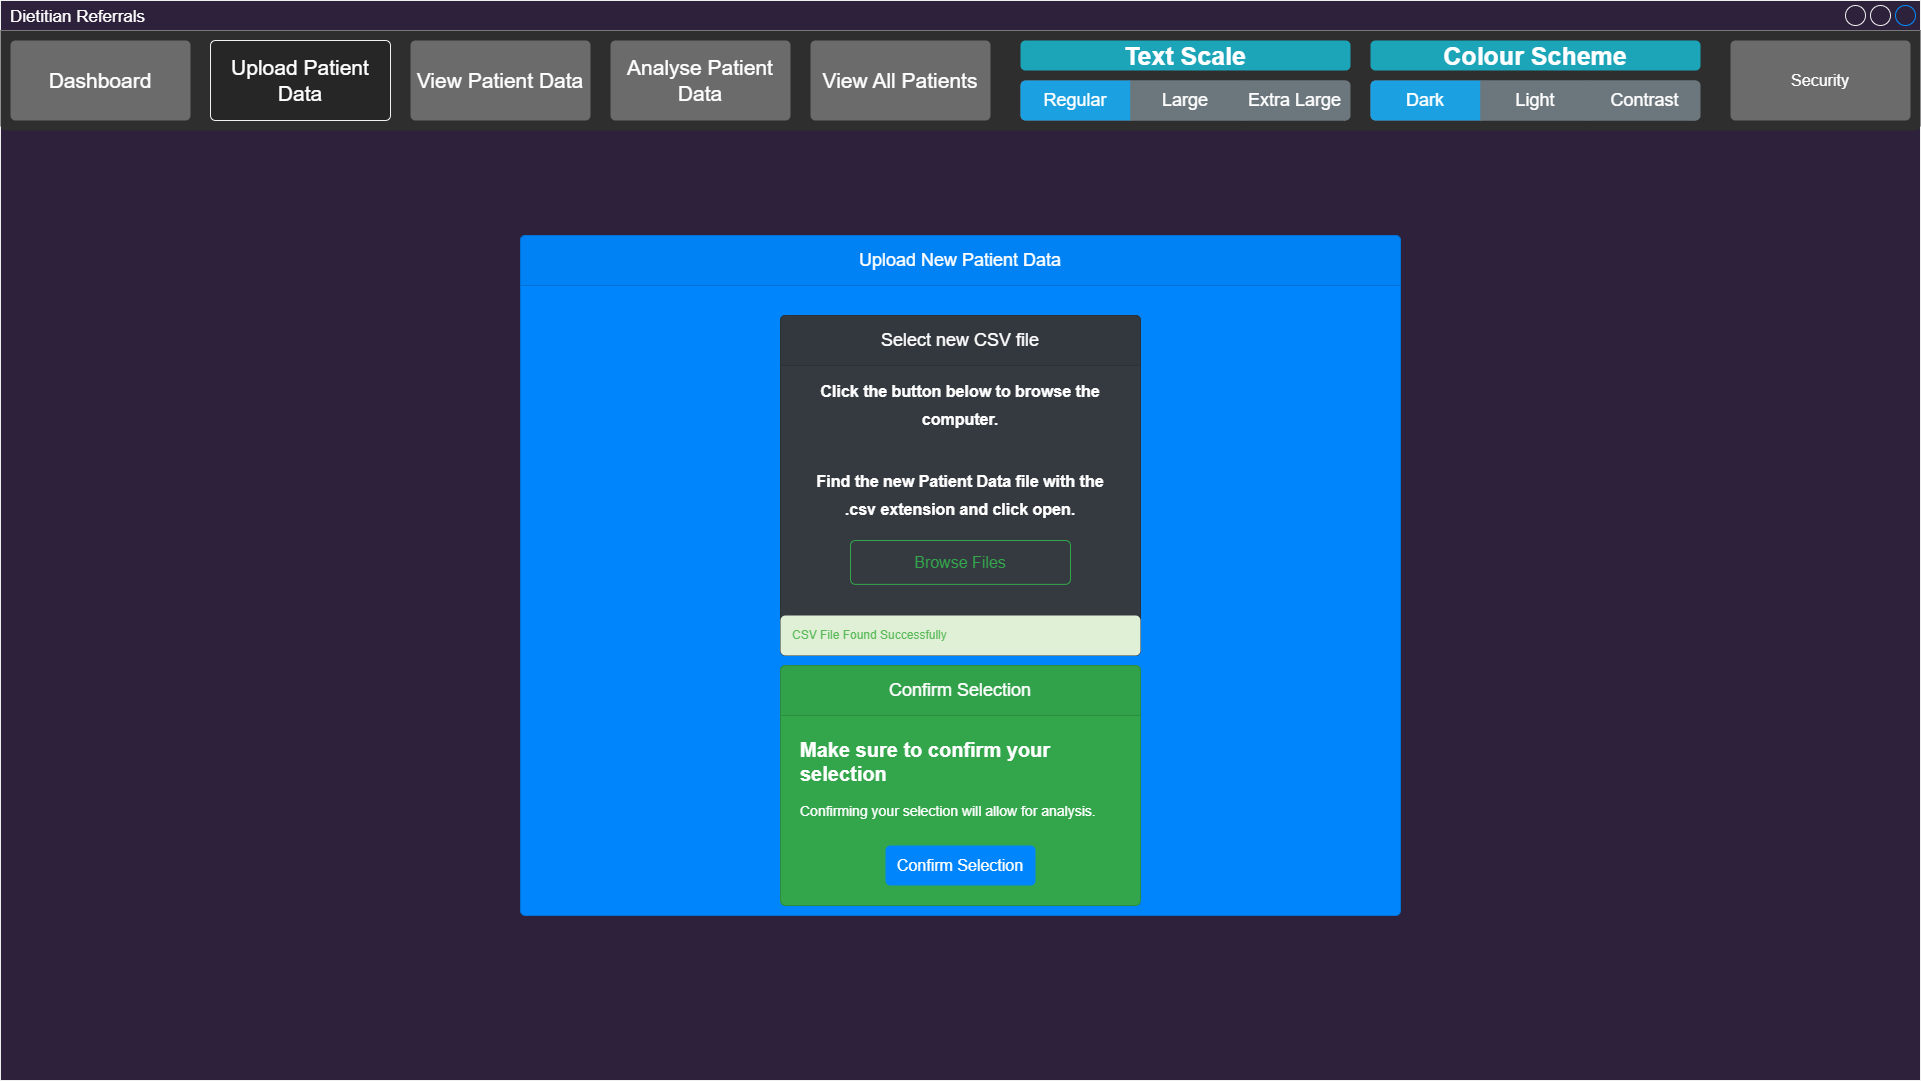 Dietitian Referrals
Dashboard
Upload Patient
Data
View Patient Data
Analyse Patient
Data
View All Patients
Text Scale
Regular
Large
Extra Large
Colour Scheme
Dark
Light
Contrast
Security
Upload New Patient Data
Select new CSV file
Click the button below to browse the
computer.
Find the new Patient Data file with the
.csv extension and click open.
Browse Files
CSV File Found Successfully
Confirm Selection
Make sure to confirm your
selection
Confirming your selection will allow for analysis.
Confirm Selection